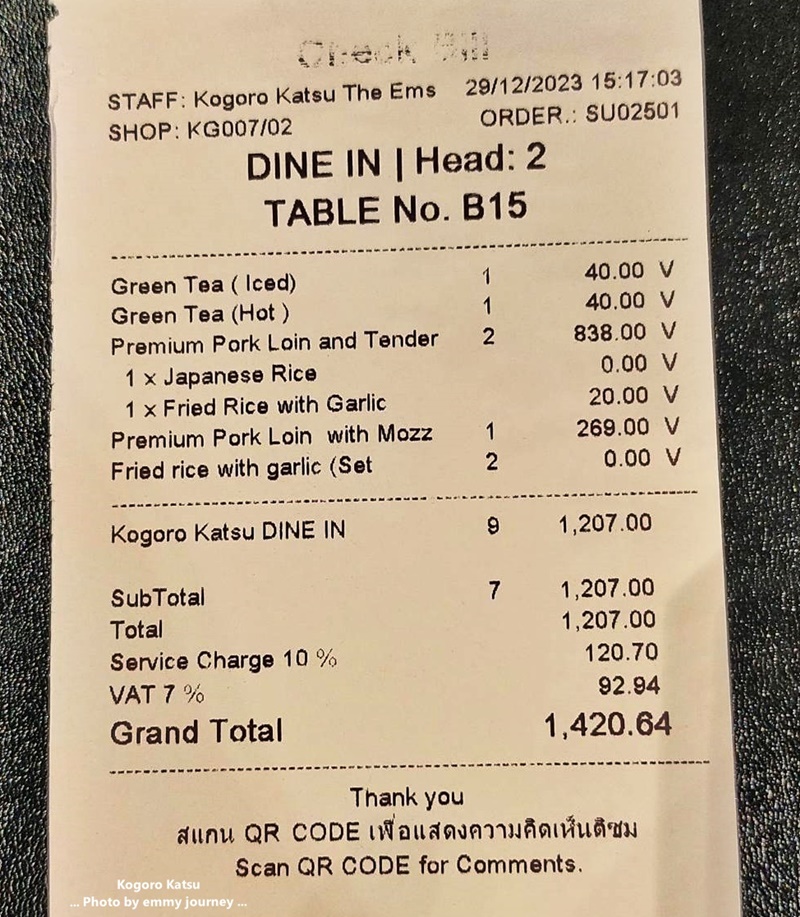 Check Bill
STAFF: Kogoro Katsu The Ems 29/12/2023 15:17:03
SHOP: KG007/02 ORDER.: SU02501
DINE IN | Head: 2
TABLE No. B15
Green Tea ( Iced) 1 40.00 V
Green Tea (Hot ) 1 40.00 V
Premium Pork Loin and Tender 2 838.00 V
1 x Japanese Rice 0.00 V
1 x Fried Rice with Garlic 20.00 V
Premium Pork Loin with Mozz 1 269.00 V
Fried rice with garlic (Set 2 0.00 V
Kogoro Katsu DINE IN 9 1,207.00
SubTotal 7 1,207.00
Total 1,207.00
Service Charge 10 % 120.70
VAT 7 % 92.94
Grand Total 1,420.64
Thank you
สแกน QR CODE เพื่อแสดงความคิดเห็นติชม
Scan QR CODE for Comments.
Kogoro Katsu
... Photo by emmy journey ...